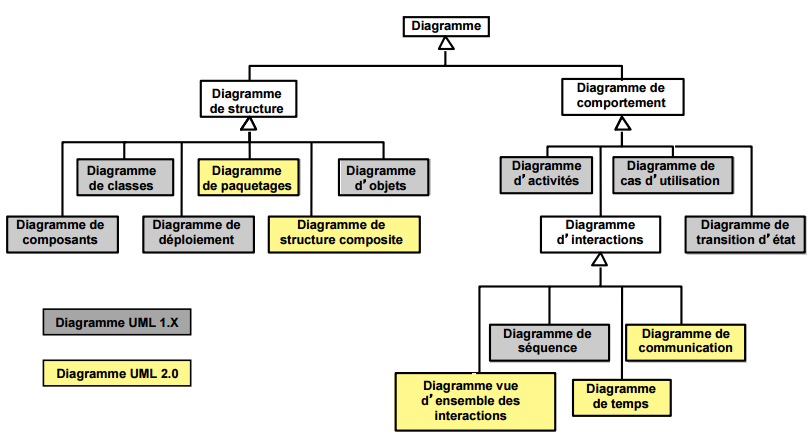 Diagramme
Diagramme
de structure
Diagramme de
comportement
Diagramme
de classes
Diagramme
de paquetages
Diagramme
d’objets
Diagramme
d’activités
Diagramme de
cas d’utilisation
Diagramme de
composants
Diagramme de
déploiement
Diagramme de
structure composite
Diagramme
d’interactions
Diagramme de
transition d’état
Diagramme UML 1.X
Diagramme de
séquence
Diagramme de
communication
Diagramme UML 2.0
Diagramme vue
d’ensemble des
interactions
Diagramme
de temps